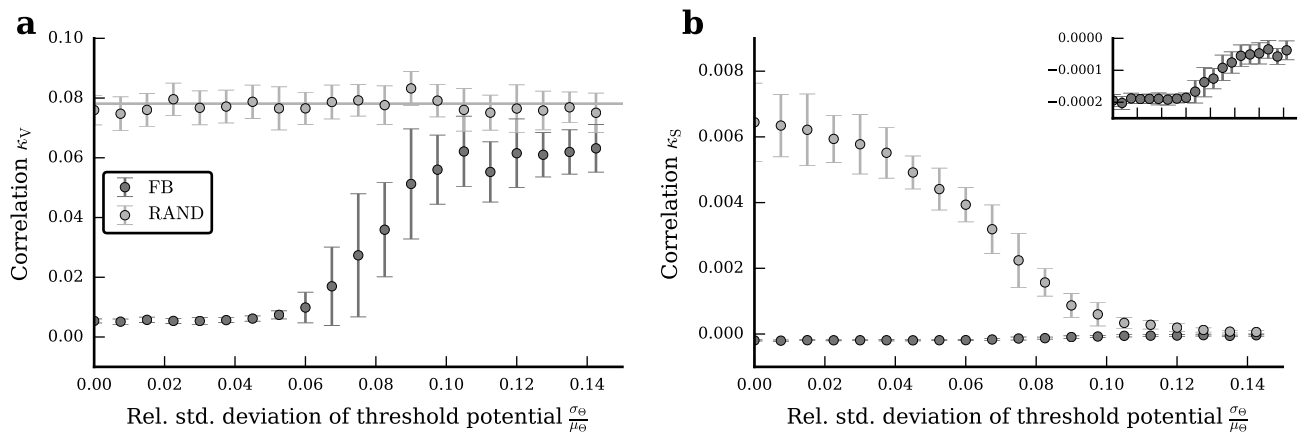 a
0.10
0.08
0.06
0.04
0.02
0.00
Correlation κV
FB
RAND
0.00 0.02 0.04 0.06 0.08 0.10 0.12 0.14
Rel. std. deviation of threshold potential σΘ/μΘ
b
0.008
0.006
0.004
0.002
0.000
Correlation κS
0.0000
−0.0001
−0.0002
0.00 0.02 0.04 0.06 0.08 0.10 0.12 0.14
Rel. std. deviation of threshold potential σΘ/μΘ